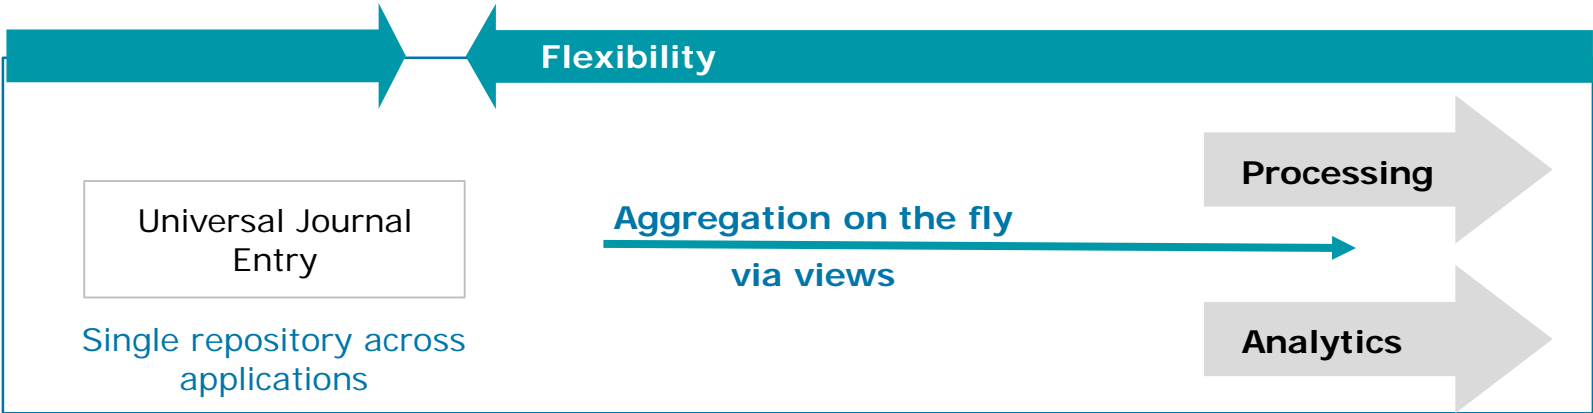 Flexibility
Universal Journal
Entry
Single repository across
applications
Aggregation on the fly
via views
Processing
Analytics